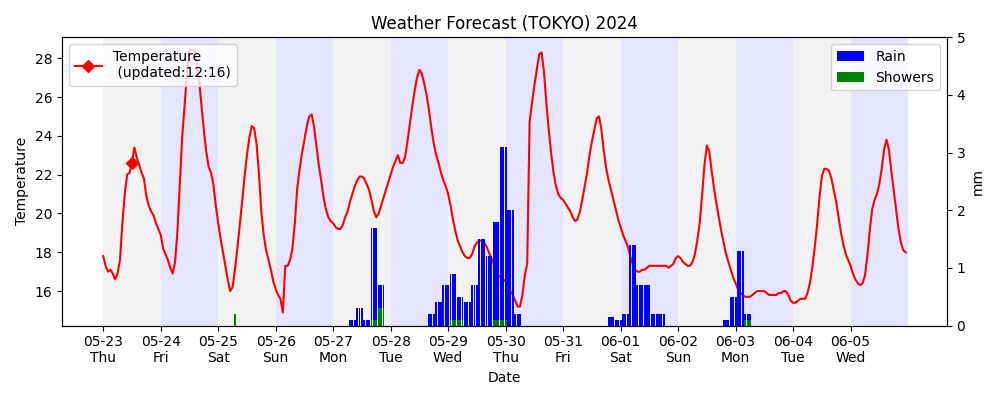 Weather Forecast (TOKYO) 2024
Temperature
(updated:12:16)
Rain
Showers
Temperature
28
26
24
22
20
18
16
5
4
3
2
1
0
mm
05-23 05-24 05-25 05-26 05-27 05-28 05-29 05-30 05-31 06-01 06-02 06-03 06-04 06-05
Thu Fri Sat Sun Mon Tue Wed Thu Fri Sat Sun Mon Tue Wed
Date